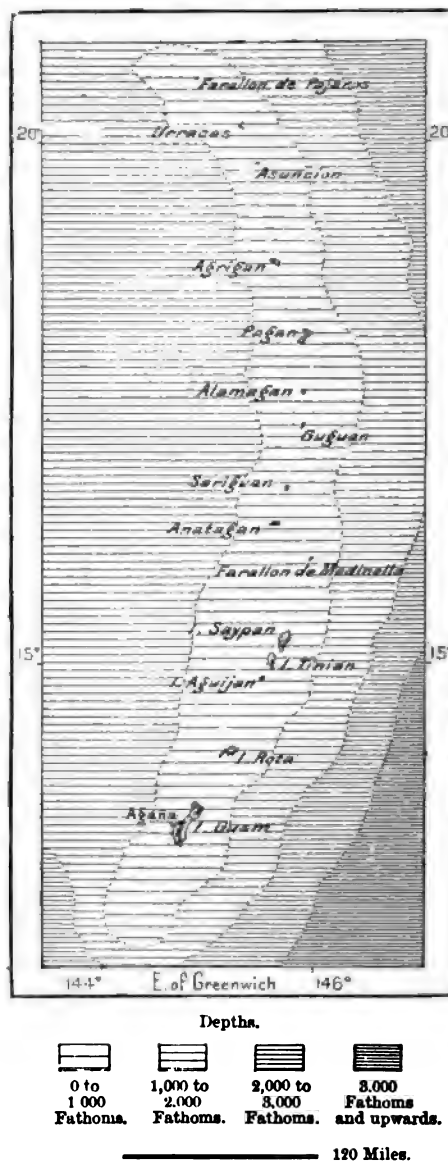 Farallon de Pajaros
20° 20°
Urracas
Asuncion
Agrigan
Pagan
Alamagan
Guguan
Sariguan
Anatagan
Farallon de Medinella
I. Saypan
15° 15°
I. Tinian
I. Aguijan
I. Rota
Agaña
I. Guam
144° E. of Greenwich 146°
Depths.
0 to 1,000 to 2,000 to 3,000
1 000 2,000 3,000 Fathoms
Fathoms. Fathoms. Fathoms. and upwards.
120 Miles.